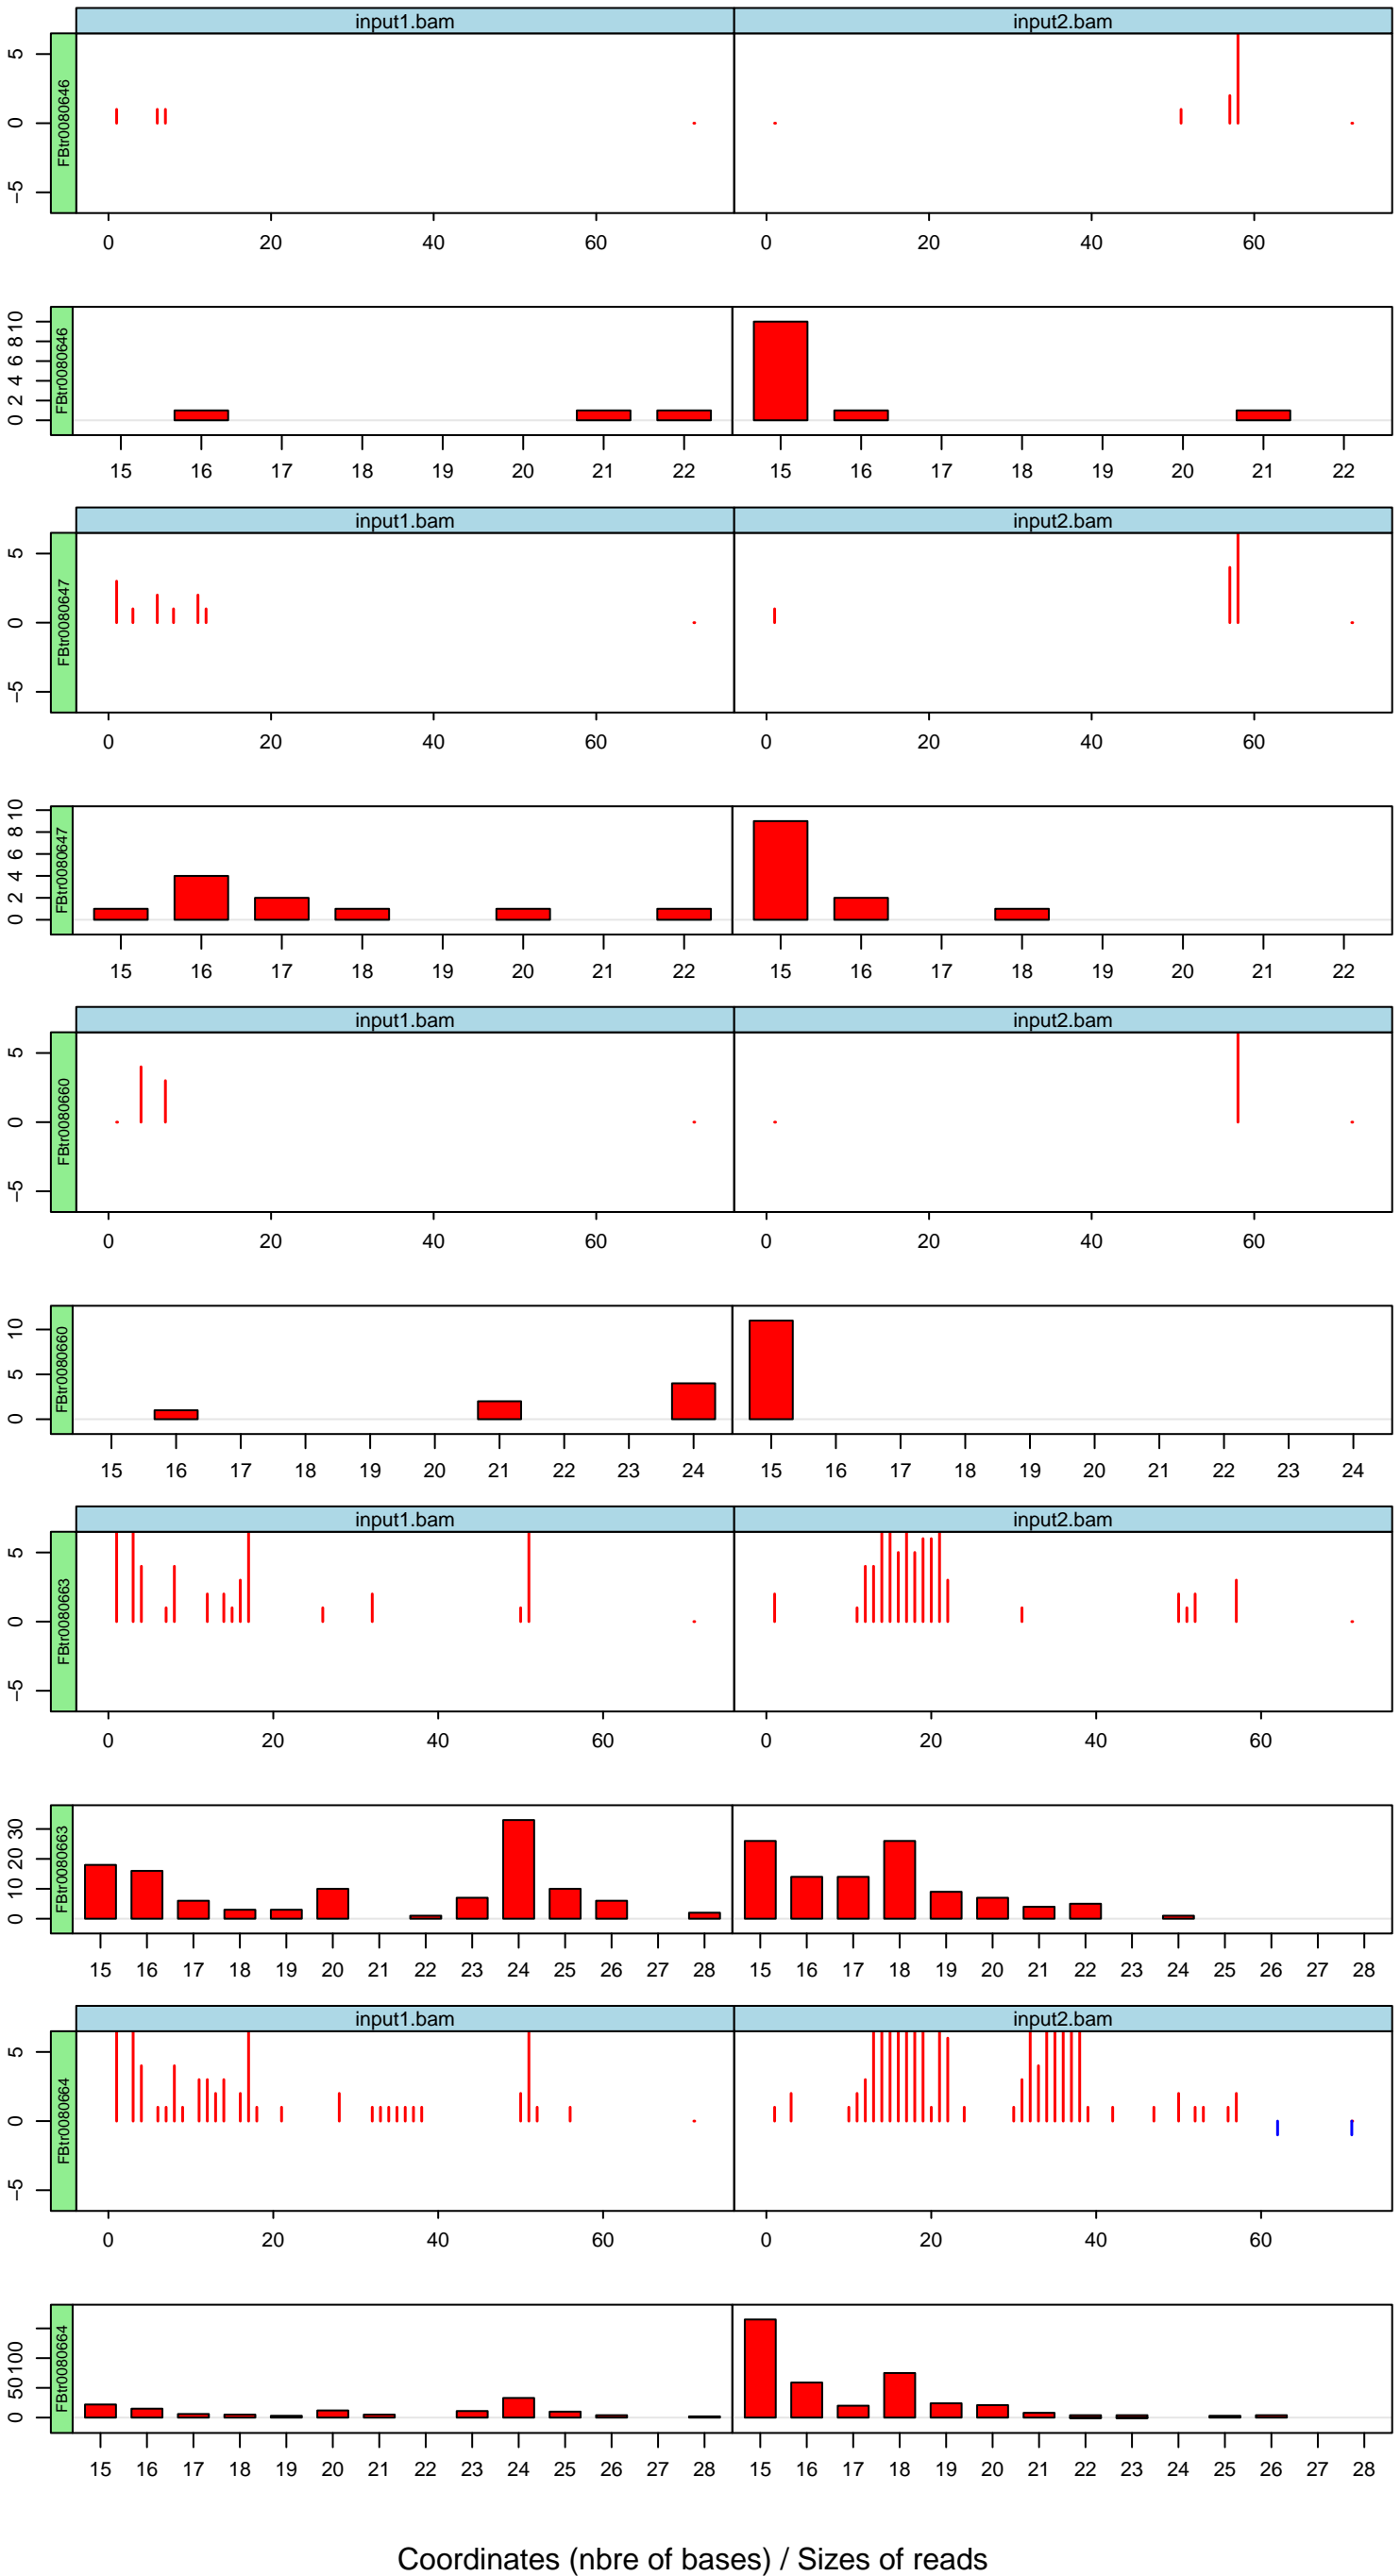 input1.bam input2.bam
FBtr0080646
5
0
−5
0 20 40 60 0 20 40 60
FBtr0080646
0 2 4 6 8 10
15 16 17 18 19 20 21 22 15 16 17 18 19 20 21 22
input1.bam input2.bam
FBtr0080647
5
0
−5
0 20 40 60 0 20 40 60
FBtr0080647
0 2 4 6 8 10
15 16 17 18 19 20 21 22 15 16 17 18 19 20 21 22
input1.bam input2.bam
FBtr0080660
5
0
−5
0 20 40 60 0 20 40 60
FBtr0080660
0 5 10
15 16 17 18 19 20 21 22 23 24 15 16 17 18 19 20 21 22 23 24
input1.bam input2.bam
FBtr0080663
5
0
−5
0 20 40 60 0 20 40 60
FBtr0080663
0 10 20 30
15 16 17 18 19 20 21 22 23 24 25 26 27 28 15 16 17 18 19 20 21 22 23 24 25 26 27 28
input1.bam input2.bam
FBtr0080664
5
0
−5
0 20 40 60 0 20 40 60
FBtr0080664
0 50 100
15 16 17 18 19 20 21 22 23 24 25 26 27 28 15 16 17 18 19 20 21 22 23 24 25 26 27 28
Coordinates (nbre of bases) / Sizes of reads